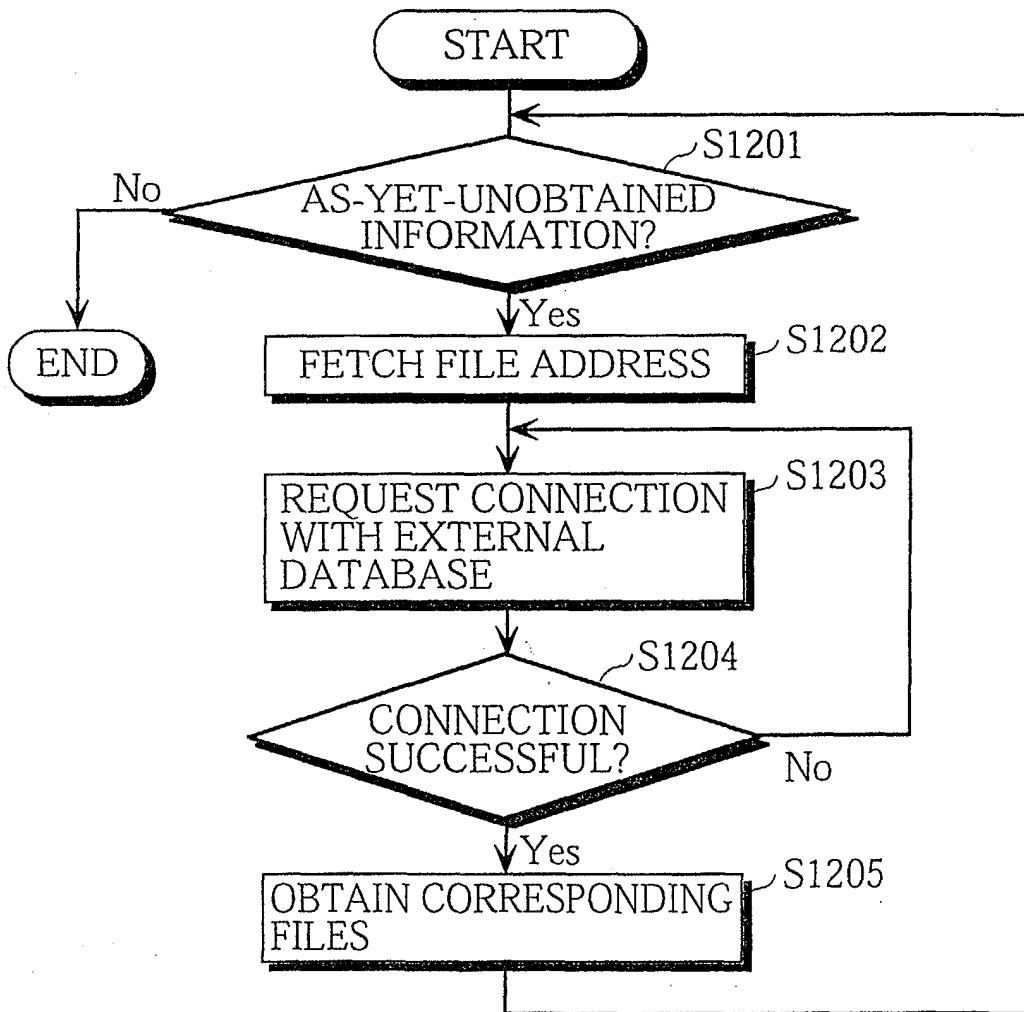 START
S1201
No
AS-YET-UNOBTAINED
INFORMATION?
Yes
END
S1202
FETCH FILE ADDRESS
S1203
REQUEST CONNECTION
WITH EXTERNAL
DATABASE
S1204
CONNECTION
SUCCESSFUL?
No
Yes
S1205
OBTAIN CORRESPONDING
FILES